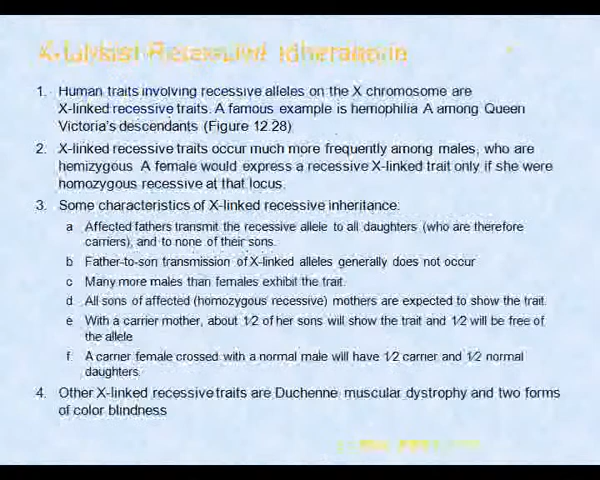 X-Linked Recessive Inheritance
1. Human traits involving recessive alleles on the X chromosome are
X-linked recessive traits. A famous example is hemophilia A among Queen
Victoria's descendants (Figure 12.28)
2. X-linked recessive traits occur much more frequently among males, who are
hemizygous. A female would express a recessive X-linked trait only if she were
homozygous recessive at that locus.
3. Some characteristics of X-linked recessive inheritance:
a Affected fathers transmit the recessive allele to all daughters (who are therefore
carriers), and to none of their sons.
b Father-to-son transmission of X-linked alleles generally does not occur
c Many more males than females exhibit the trait.
d. All sons of affected (homozygous recessive) mothers are expected to show the trait.
e With a carrier mother, about 1/2 of her sons will show the trait and 1/2 will be free of
the allele
f. A carrier female crossed with a normal male will have 1/2 carrier and 1/2 normal
daughters.
4. Other X-linked recessive traits are Duchenne muscular dystrophy and two forms
of color blindness